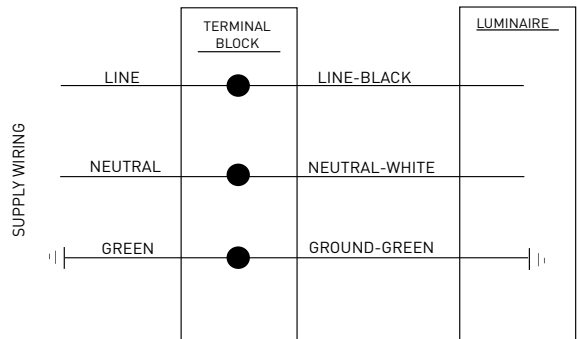 TERMINAL
BLOCK
LUMINAIRE
LINE
LINE-BLACK
NEUTRAL
NEUTRAL-WHITE
GREEN
GROUND-GREEN
SUPPLY WIRING